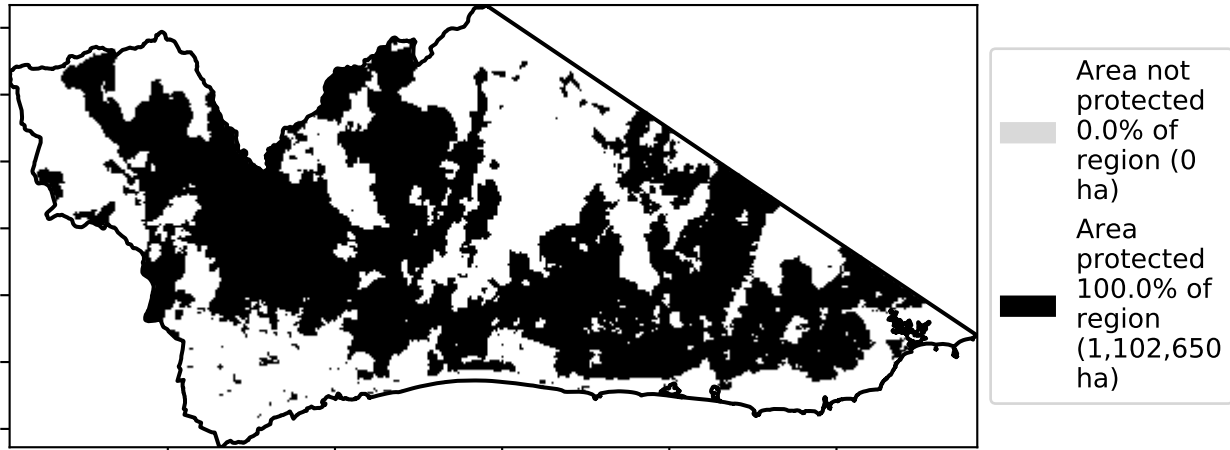 Area not
protected
0.0% of
region (0
ha)
Area
protected
100.0% of
region
(1,102,650
ha)